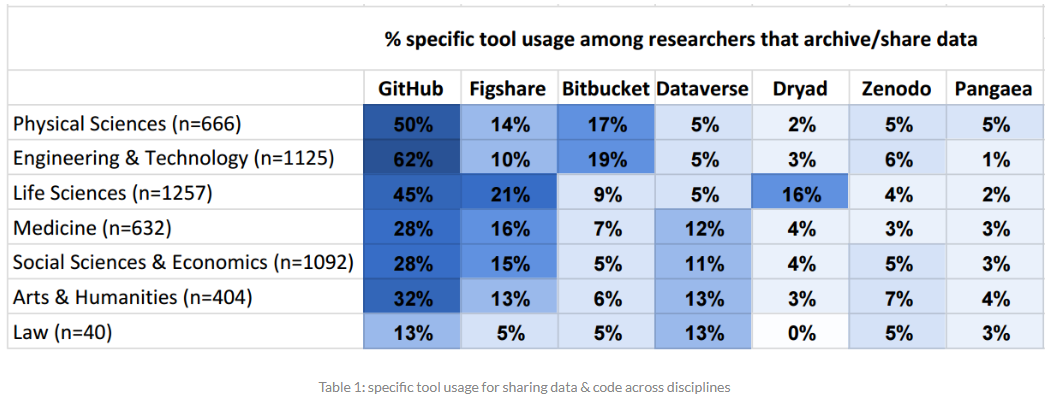 % specific tool usage among researchers that archive/share data
GitHub Figshare Bitbucket Dataverse Dryad Zenodo Pangaea
Physical Sciences (n=666) 50% 14% 17% 5% 2% 5% 5%
Engineering & Technology (n=1125) 62% 10% 19% 5% 3% 6% 1%
Life Sciences (n=1257) 45% 21% 9% 5% 16% 4% 2%
Medicine (n=632) 28% 16% 7% 12% 4% 3% 3%
Social Sciences & Economics (n=1092) 28% 15% 5% 11% 4% 5% 3%
Arts & Humanities (n=404) 32% 13% 6% 13% 3% 7% 4%
Law (n=40) 13% 5% 5% 13% 0% 5% 3%
Table 1: specific tool usage for sharing data & code across disciplines